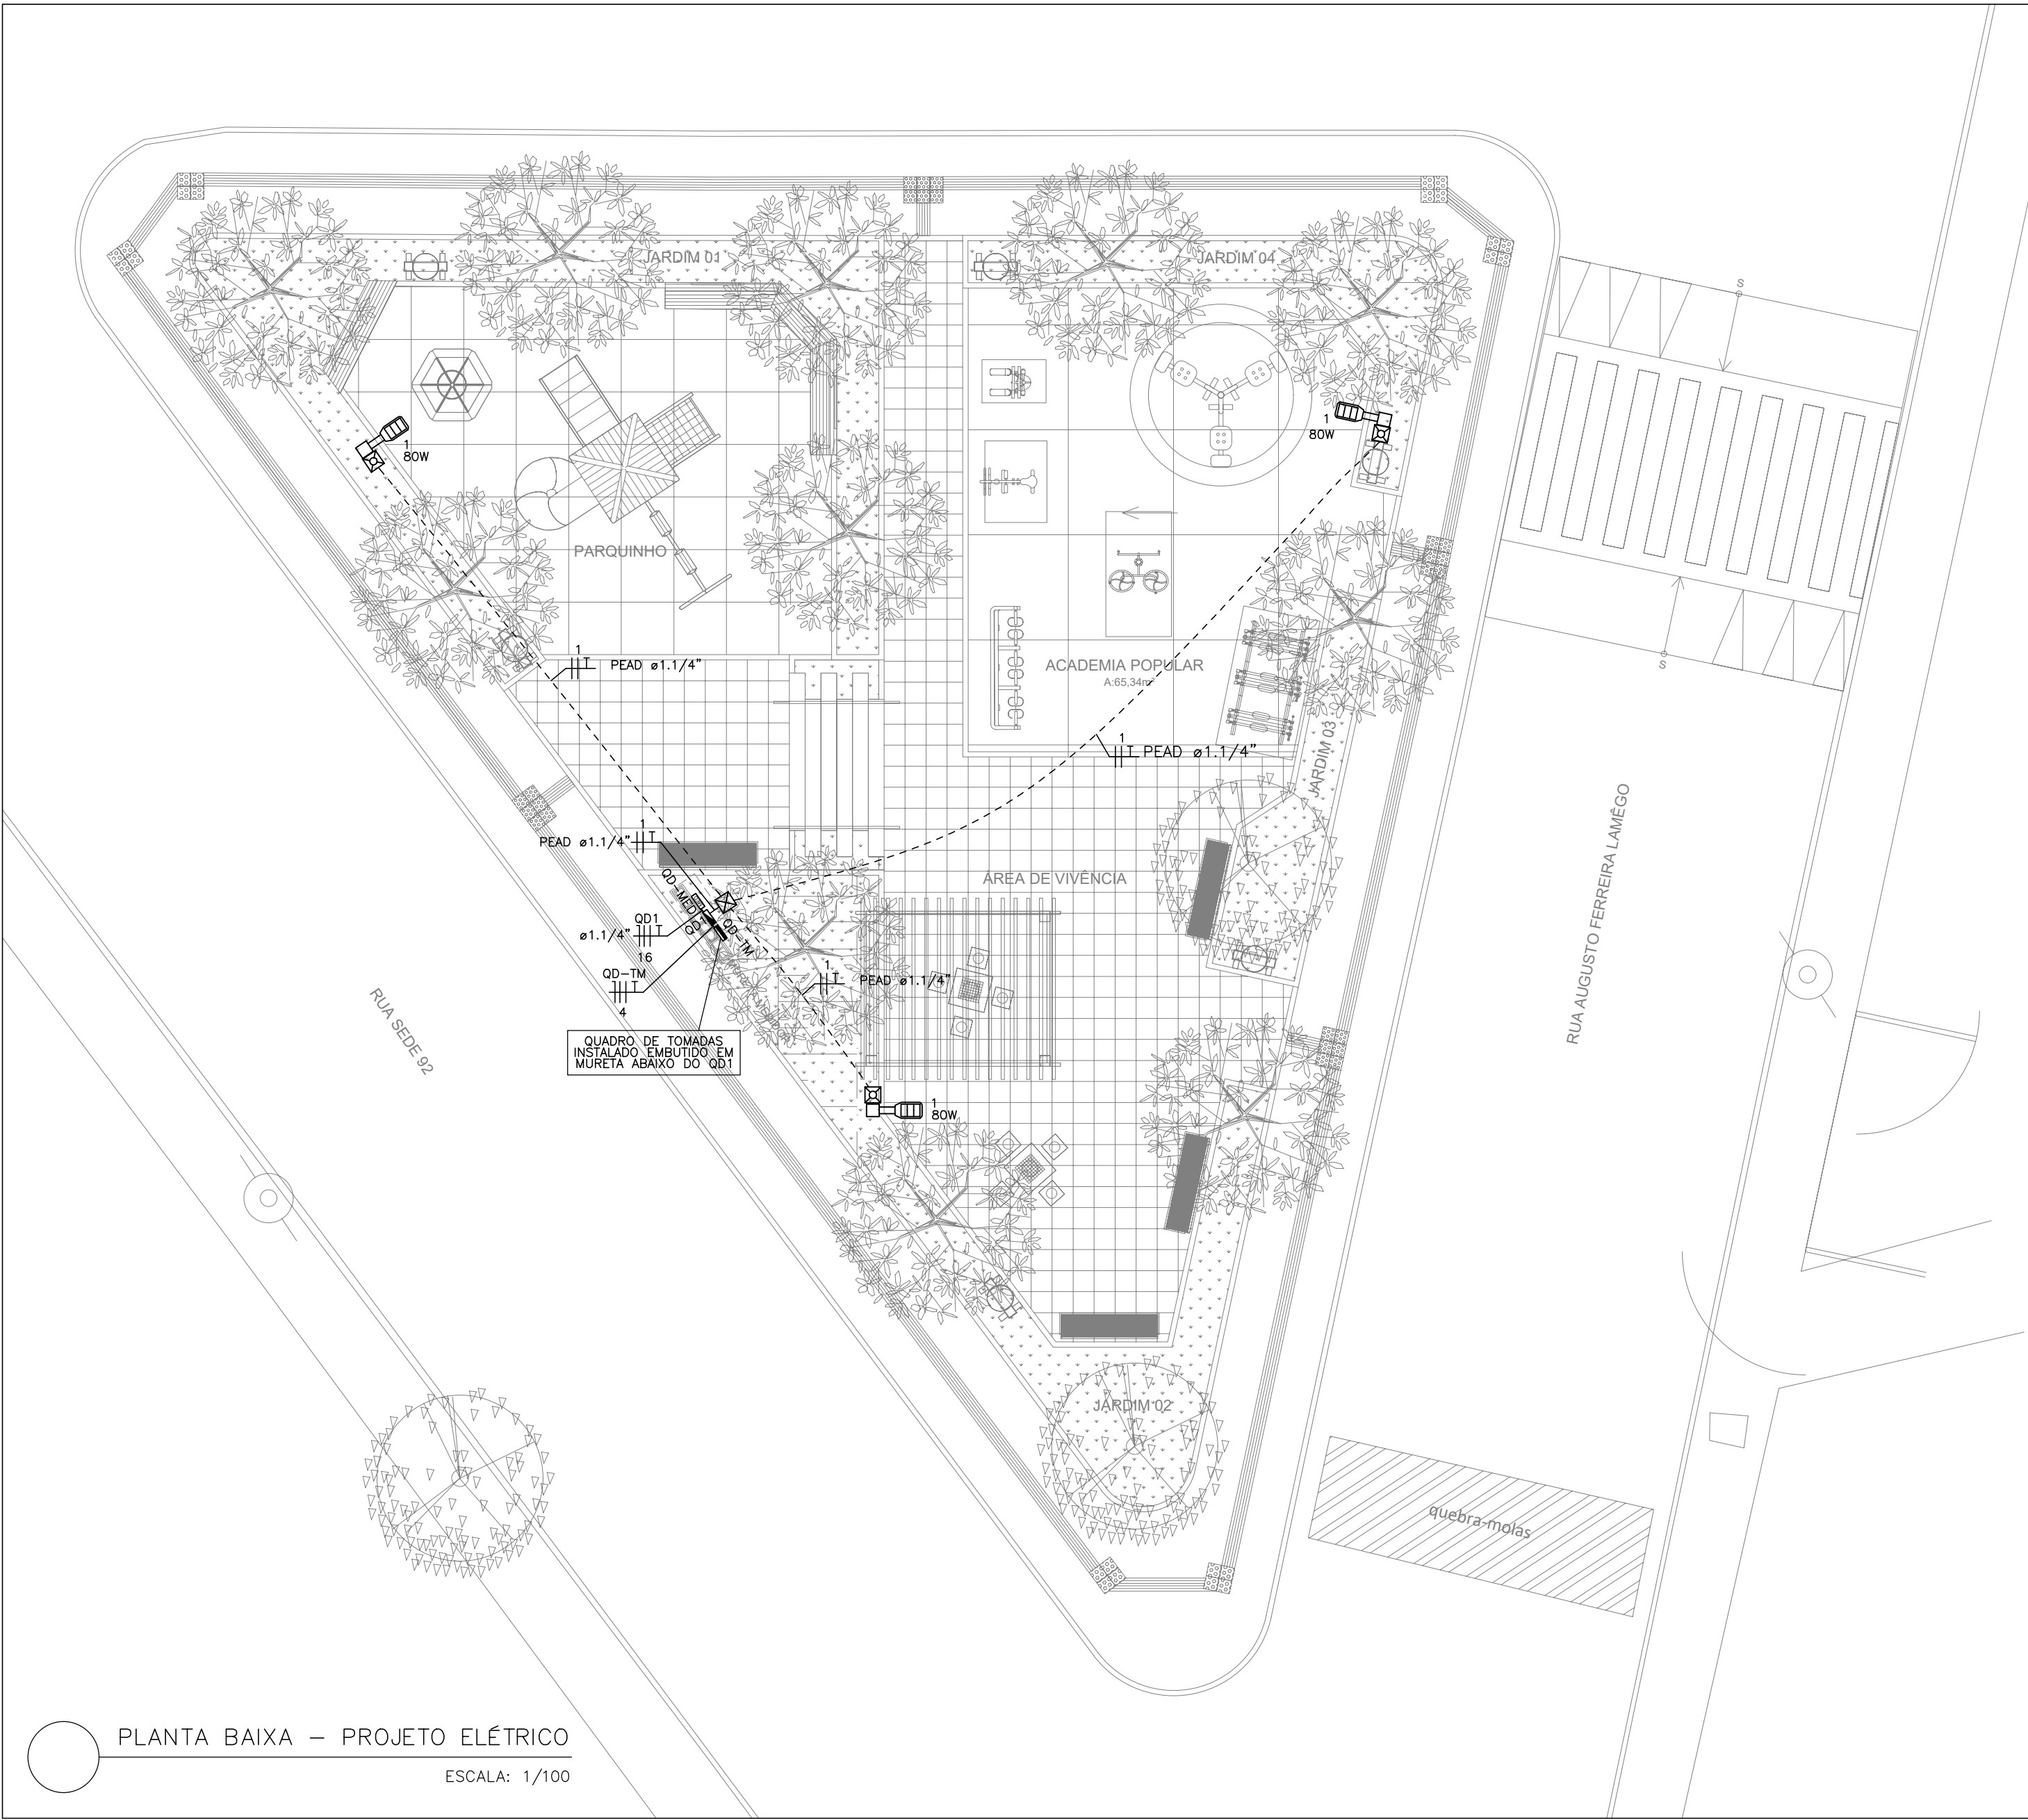 JARDIM 01
JARDIM 04
S
1
80W
1
80W
PARQUINHO
S
1
T
PEAD ø1.1/4"
ACADEMIA POPULAR
A:65,34m²
JARDIM 03
1
T
PEAD ø1.1/4"
1
PEAD ø1.1/4"
T
ÁREA DE VIVÊNCIA
RUA AUGUSTO FERREIRA LAMÊGO
QD-MED
QD1
QD-TM
QD1
ø1.1/4"
T
16
QD-TM
T
4
1
T
PEAD ø1.1/4"
RUA SEDE 92
QUADRO DE TOMADAS
INSTALADO EMBUTIDO EM
MURETA ABAIXO DO QD1
1
80W
JARDIM 02
quebra-molas
PLANTA BAIXA – PROJETO ELÉTRICO
ESCALA: 1/100